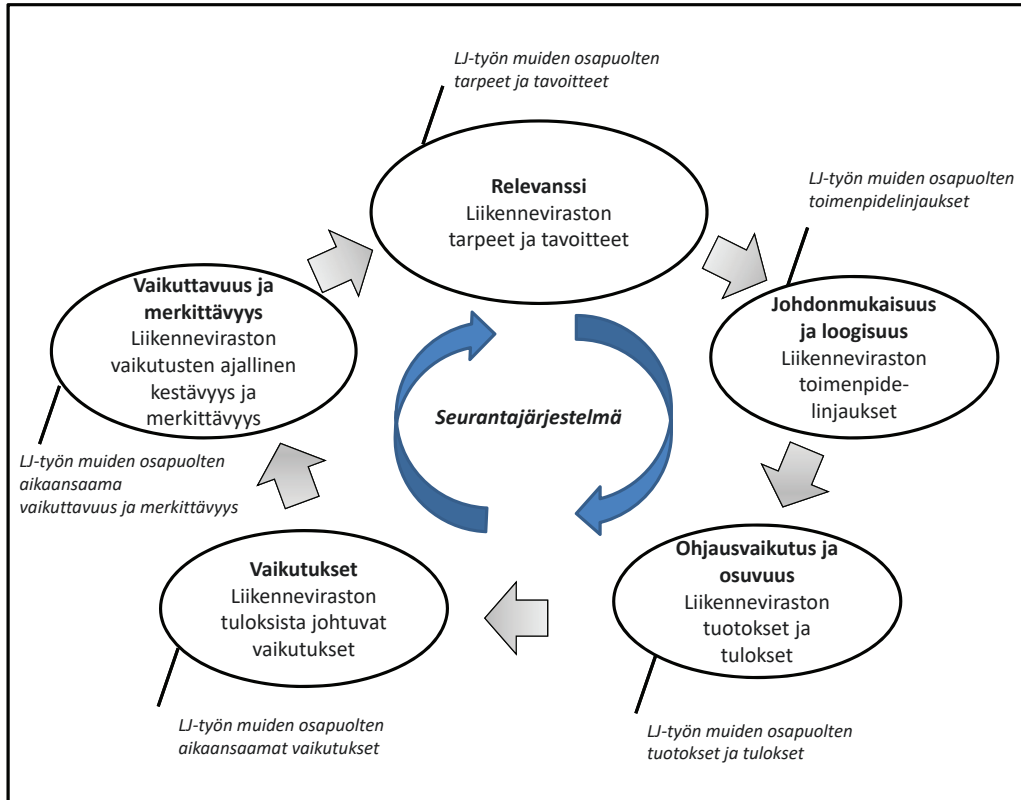 LJ-työn muiden osapuolten
tarpeet ja tavoitteet
Relevanssi
Liikenneviraston
tarpeet ja tavoitteet
LJ-työn muiden osapuolten
toimenpidelinjaukset
Johdonmukaisuus
ja loogisuus
Liikenneviraston
toimenpide-
linjaukset
Ohjausvaikutus ja
osuvuus
Liikenneviraston
tuotokset ja
tulokset
LJ-työn muiden osapuolten
tuotokset ja tulokset
Vaikutukset
Liikenneviraston
tuloksista johtuvat
vaikutukset
LJ-työn muiden osapuolten
aikaansaamat vaikutukset
Vaikuttavuus ja
merkittävyys
Liikenneviraston
vaikutusten ajallinen
kestävyys ja
merkittävyys
LJ-työn muiden osapuolten
aikaansaama
vaikuttavuus ja merkittävyys
Seurantajärjestelmä